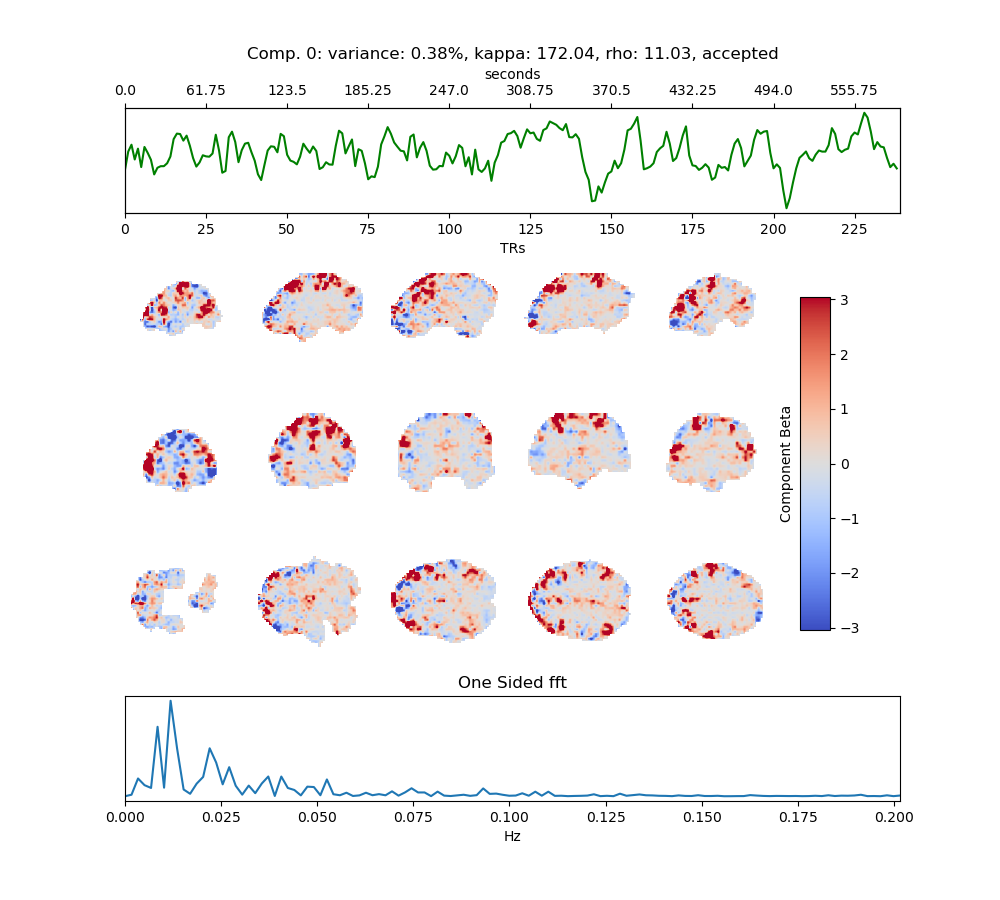 Comp. 0: variance: 0.38%, kappa: 172.04, rho: 11.03, accepted
seconds
0.0 61.75 123.5 185.25 247.0 308.75 370.5 432.25 494.0 555.75
0 25 50 75 100 125 150 175 200 225
TRs
3
2
1
0
−1
−2
−3
Component Beta
One Sided fft
0.000 0.025 0.050 0.075 0.100 0.125 0.150 0.175 0.200
Hz